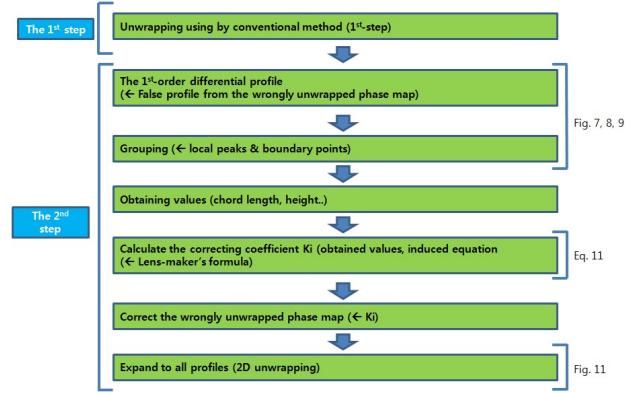 The 1st step
Unwrapping using by conventional method (1st-step)
The 1st-order differential profile
(← False profile from the wrongly unwrapped phase map)
Fig. 7, 8, 9
Grouping (← local peaks & boundary points)
Obtaining values (chord length, height..)
The 2nd
step
Calculate the correcting coefficient Ki (obtained values, induced equation
(← Lens-maker's formula)
Eq. 11
Correct the wrongly unwrapped phase map (← Ki)
Expand to all profiles (2D unwrapping)
Fig. 11